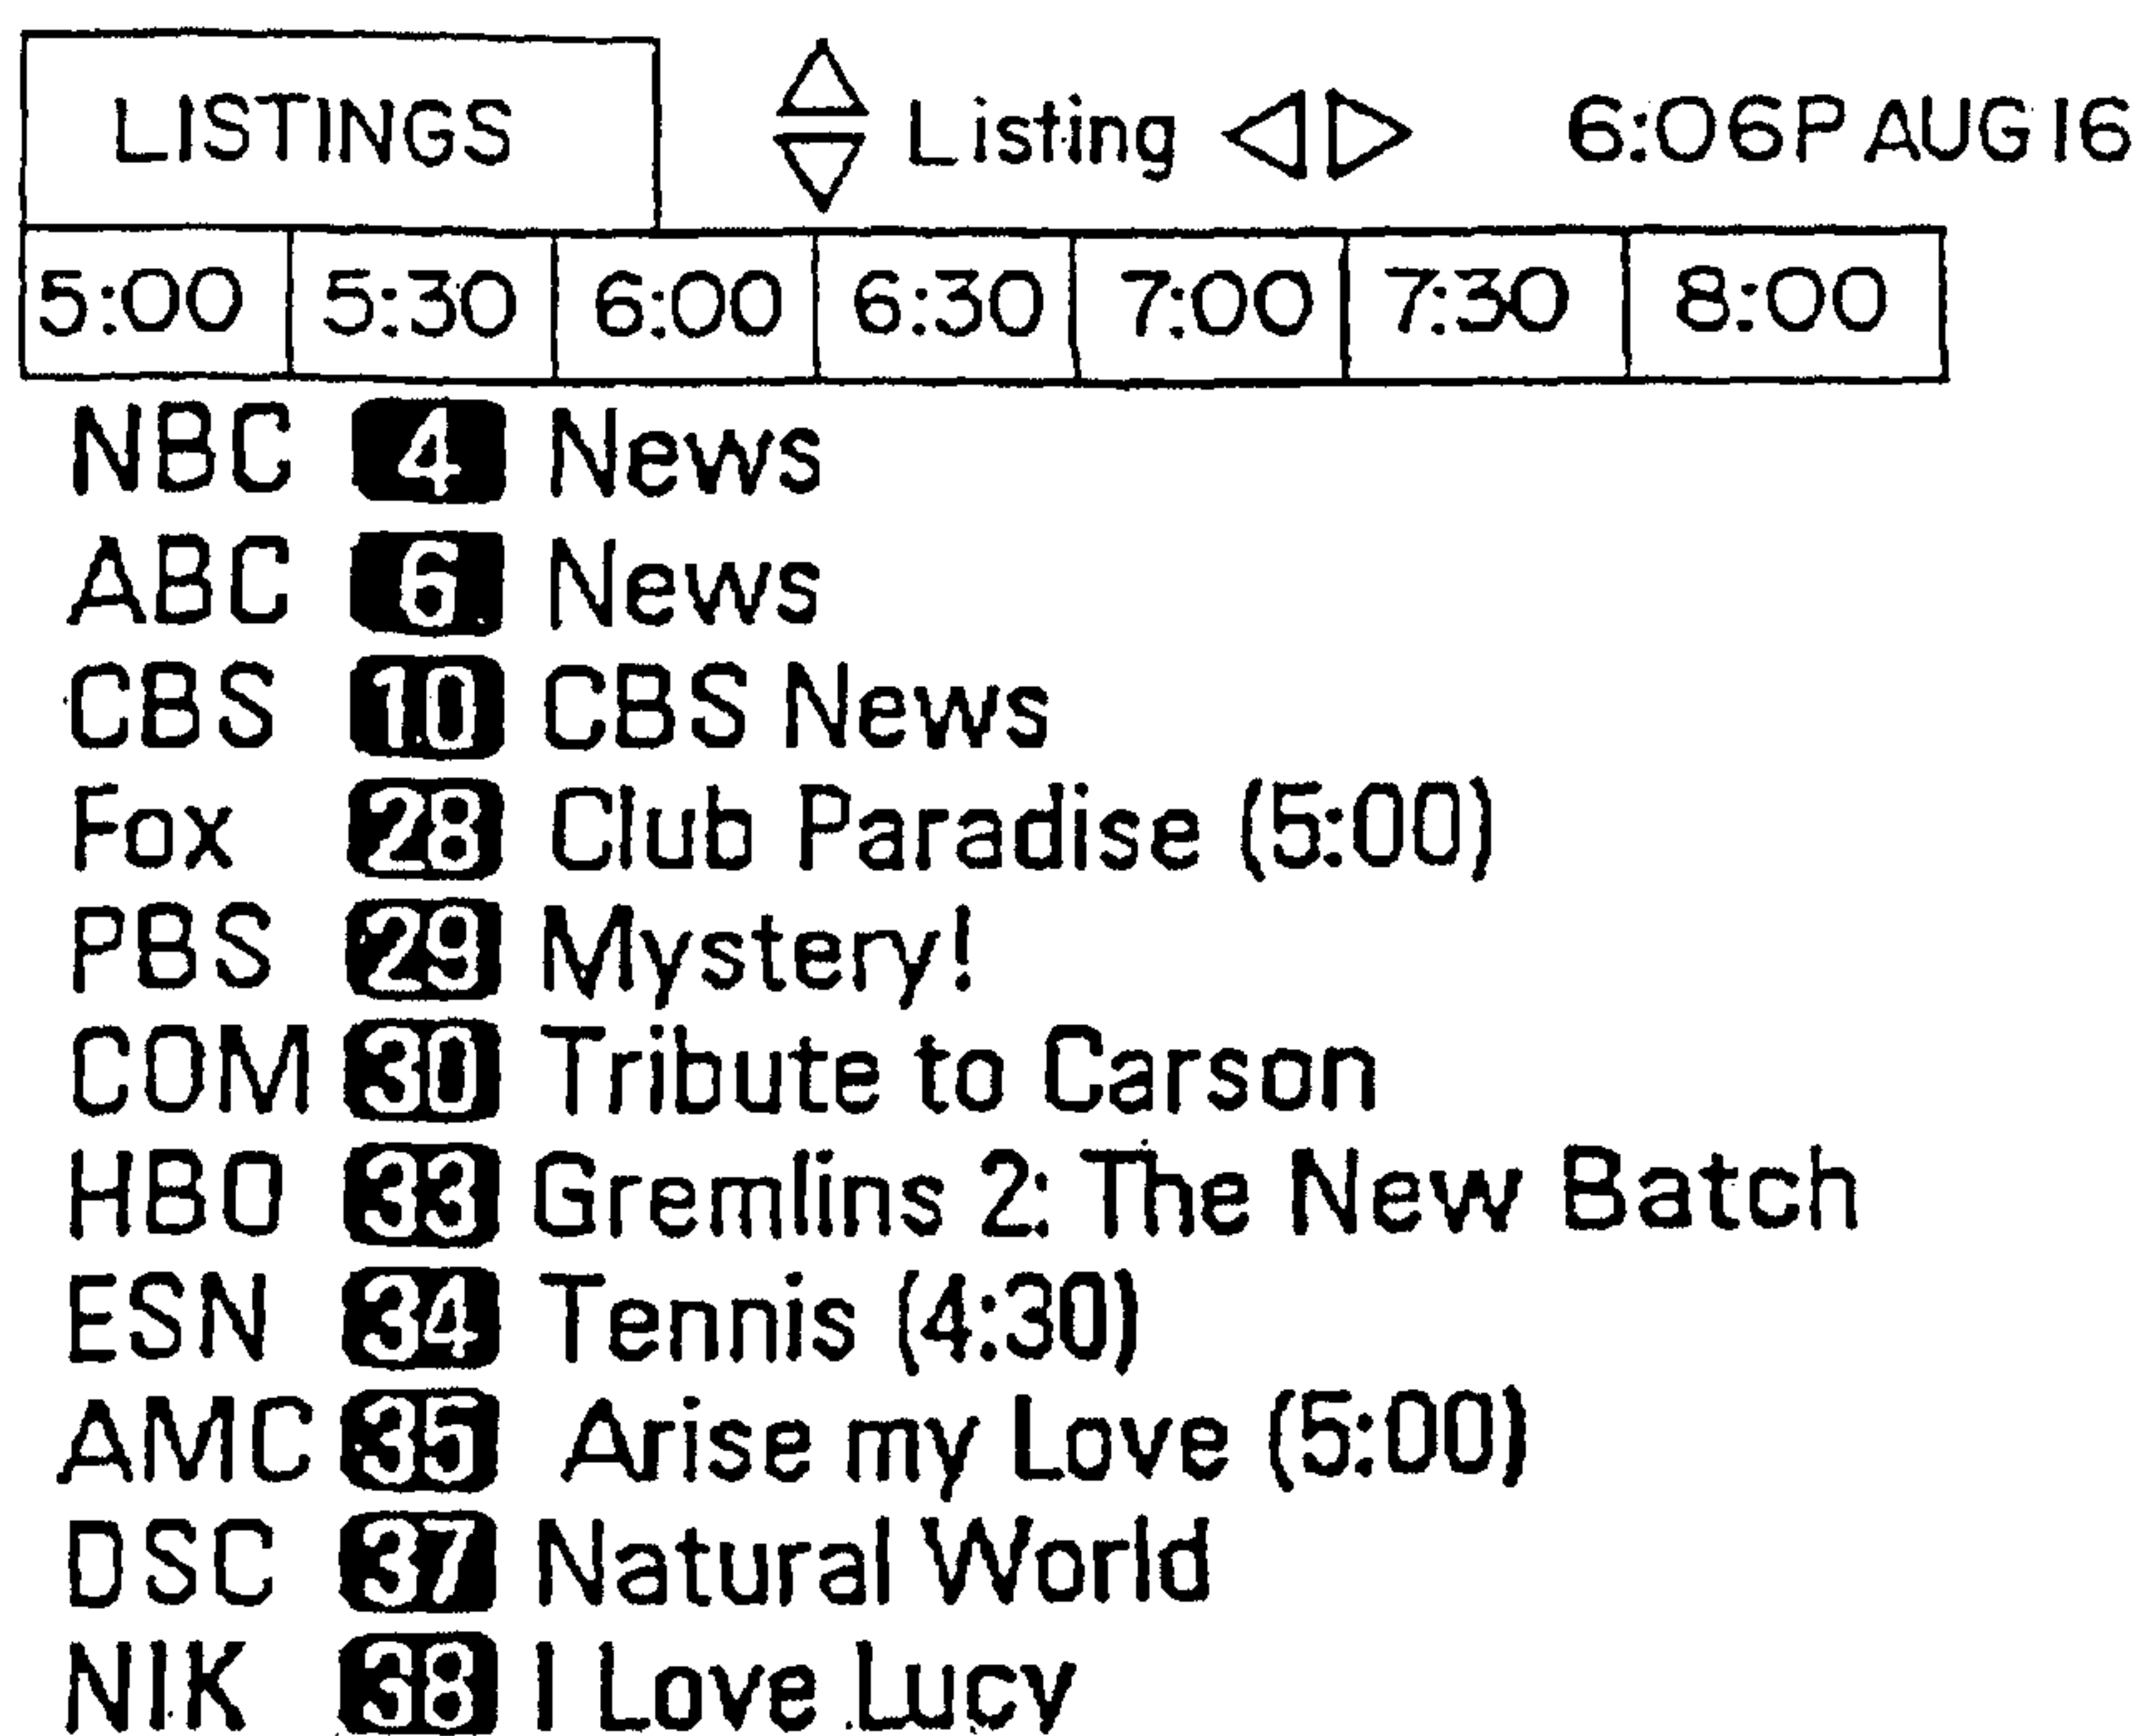 LISTINGS Listing 6:06P AUG 16
5:00 5:30 6:00 6:30 7:00 7:30 8:00
NBC 4 News
ABC 6 News
CBS 10 CBS News
Fox 28 Club Paradise (5:00)
PBS 29 Mystery!
COM 30 Tribute to Carson
HBO 33 Gremlins 2: The New Batch
ESN 34 Tennis (4:30)
AMC 35 Arise my Love (5:00)
DSC 37 Natural World
NIK 38 I Love Lucy